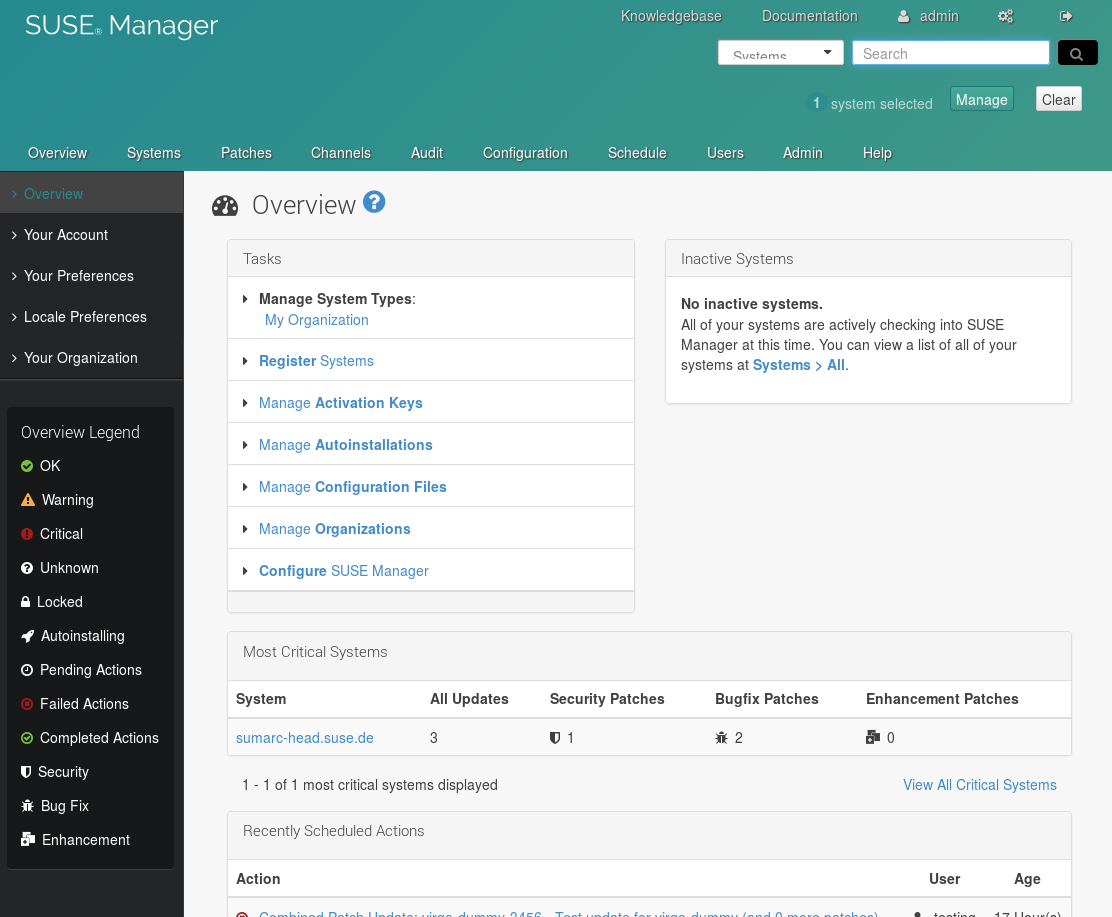 SUSE® Manager
Knowledgebase Documentation admin
Systems Search
1 system selected Manage Clear
Overview Systems Patches Channels Audit Configuration Schedule Users Admin Help
Overview
Your Account
Your Preferences
Locale Preferences
Your Organization
Overview Legend
OK
Warning
Critical
Unknown
Locked
Autoinstalling
Pending Actions
Failed Actions
Completed Actions
Security
Bug Fix
Enhancement
Overview ?
Tasks
Manage System Types:
My Organization
Register Systems
Manage Activation Keys
Manage Autoinstallations
Manage Configuration Files
Manage Organizations
Configure SUSE Manager
Inactive Systems
No inactive systems.
All of your systems are actively checking into SUSE
Manager at this time. You can view a list of all of your
systems at Systems > All.
Most Critical Systems
System All Updates Security Patches Bugfix Patches Enhancement Patches
sumarc-head.suse.de 3 1 2 0
1 - 1 of 1 most critical systems displayed View All Critical Systems
Recently Scheduled Actions
Action User Age
Combined Patch Update: virgo-dummy-3456 - Test update for virgo-dummy (and 0 more patches) testing 17 Hour(s)